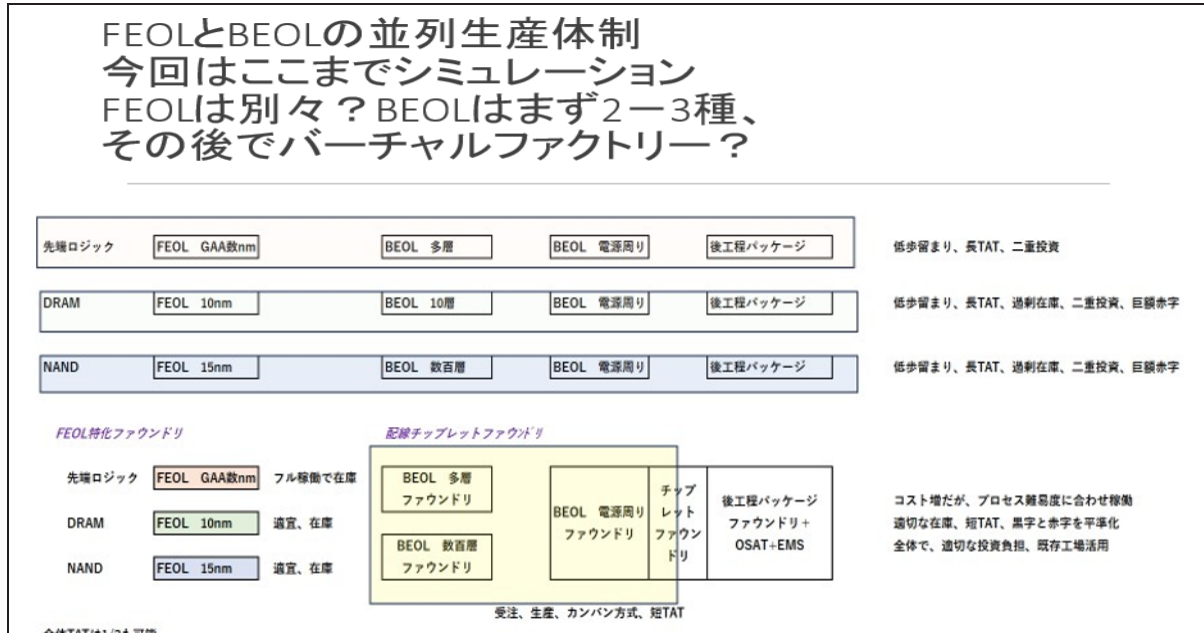 FEOLとBEOLの並列生産体制
今回はここまでシミュレーション
FEOLは別々？BEOLはまず2－3種、
その後でバーチャルファクトリー？
先端ロジック FEOL GAA数nm BEOL 多層 BEOL 電源周り 後工程パッケージ 低歩留まり、長TAT、二重投資
DRAM FEOL 10nm BEOL 10層 BEOL 電源周り 後工程パッケージ 低歩留まり、長TAT、過剰在庫、二重投資、巨額赤字
NAND FEOL 15nm BEOL 数百層 BEOL 電源周り 後工程パッケージ 低歩留まり、長TAT、過剰在庫、二重投資、巨額赤字
FEOL特化ファウンドリ
配線チップレットファウンドリ
先端ロジック FEOL GAA数nm フル稼働で在庫
DRAM FEOL 10nm 適宜、在庫
NAND FEOL 15nm 適宜、在庫
BEOL 多層
ファウンドリ
BEOL 数百層
ファウンドリ
BEOL 電源周り
ファウンドリ
チップ
レット
ファウン
ドリ
後工程パッケージ
ファウンドリ＋
OSAT+EMS
コスト増だが、プロセス難易度に合わせ稼働
適切な在庫、短TAT、黒字と赤字を平準化
全体で、適切な投資負担、既存工場活用
受注、生産、カンバン方式、短TAT